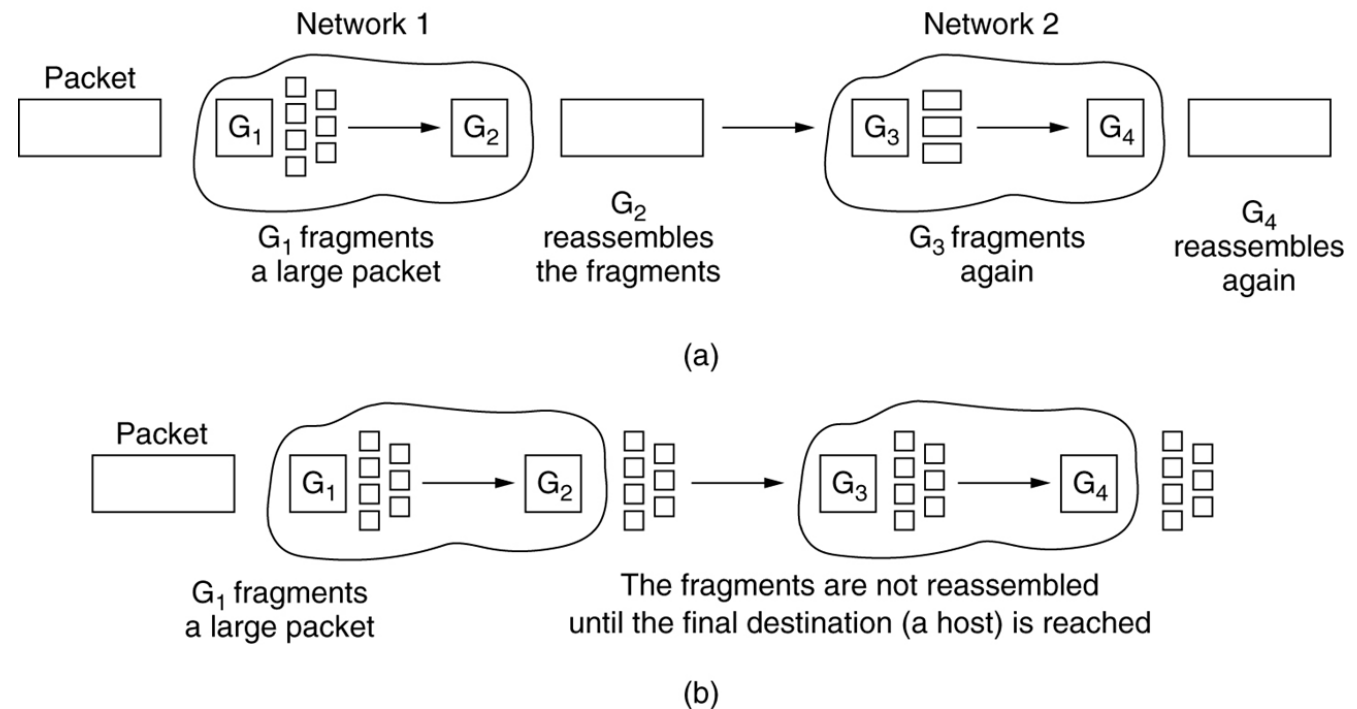 Network 1
Network 2
Packet
G₁
G₂
G₃
G₄
G₁ fragments
a large packet
G₂
reassembles
the fragments
G₃ fragments
again
G₄
reassembles
again
(a)
Packet
G₁
G₂
G₃
G₄
G₁ fragments
a large packet
The fragments are not reassembled
until the final destination (a host) is reached
(b)